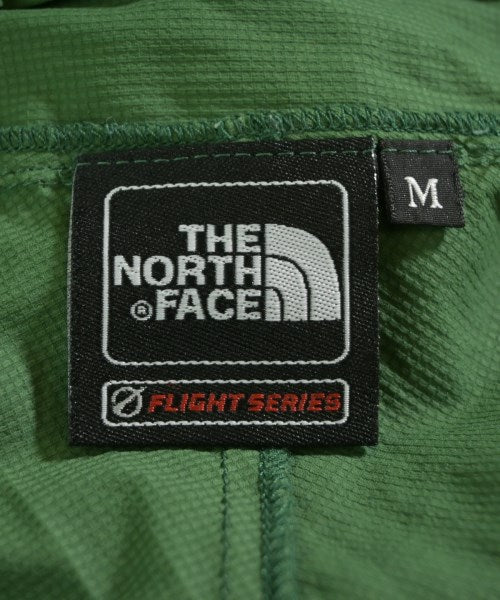 THE
NORTH
® FACE
FLIGHT SERIES
M